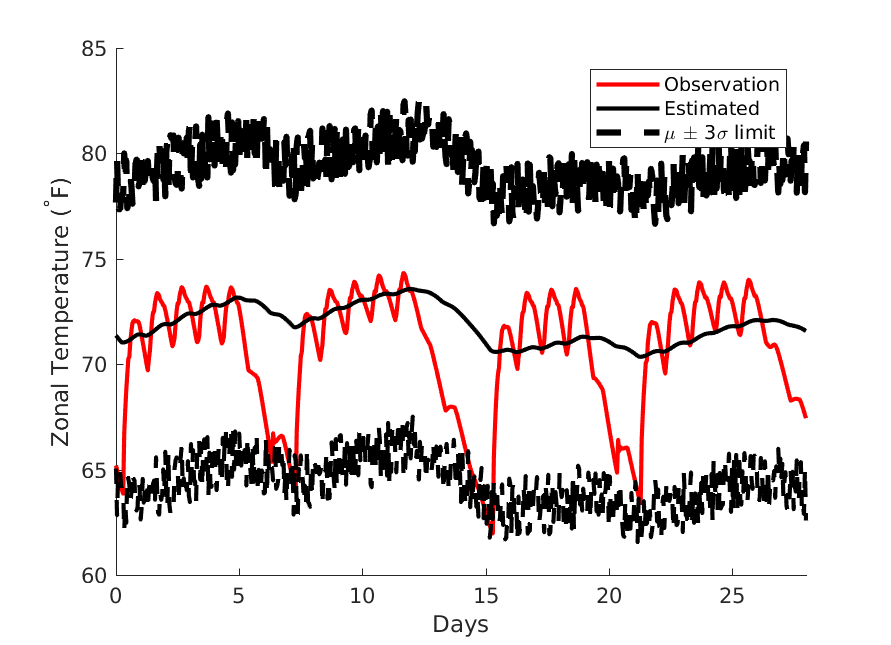 85
80
75
70
65
60
0
5
10
15
20
25
Days
Zonal Temperature (°F)
Observation
Estimated
μ ± 3σ limit